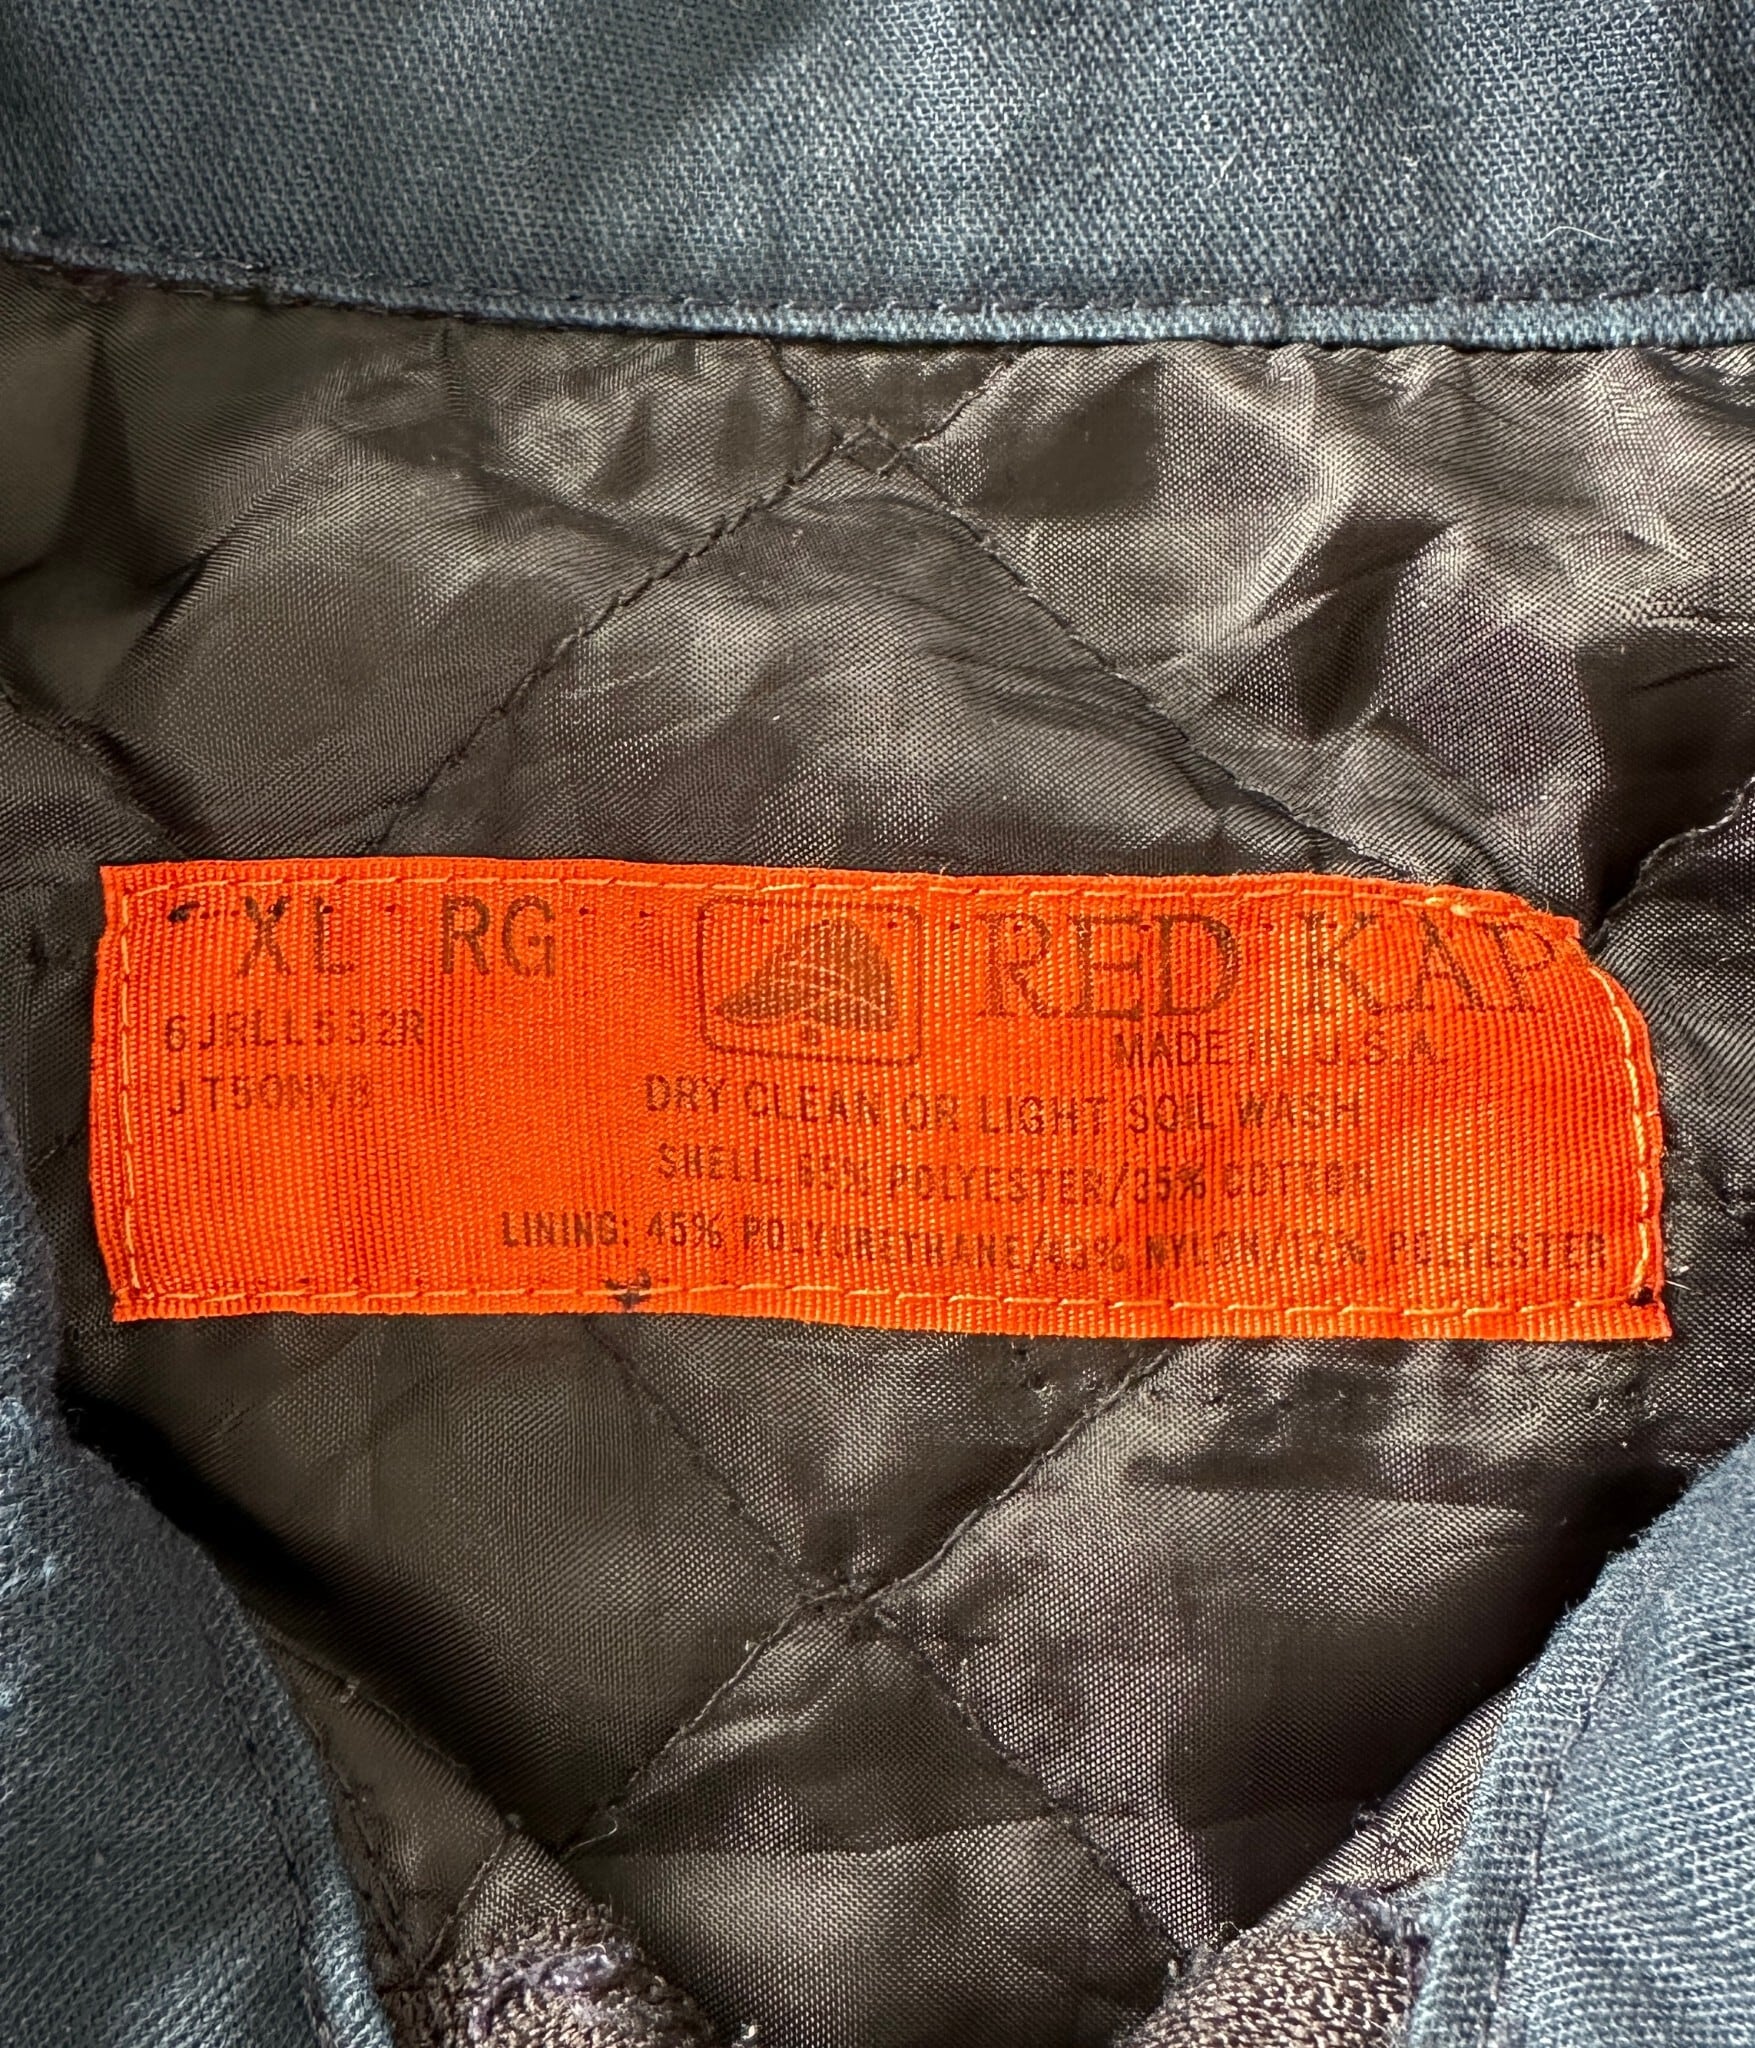 XL RG
RED KAP
6JRLL532R
MADE IN U.S.A.
JT50NV8
DRY CLEAN OR LIGHT SOIL WASH
SHELL: 65% POLYESTER/35% COTTON
LINING: 45% POLYURETHANE/43% NYLON/12% POLYESTER